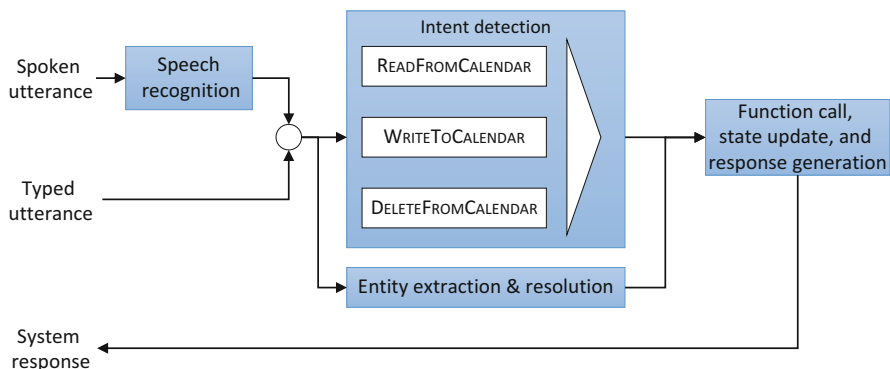 Spoken
utterance
Speech
recognition
Typed
utterance
Intent detection
READFROMCALENDAR
WRITETOCALENDAR
DELETEFROMCALENDAR
Entity extraction & resolution
Function call,
state update, and
response generation
System
response